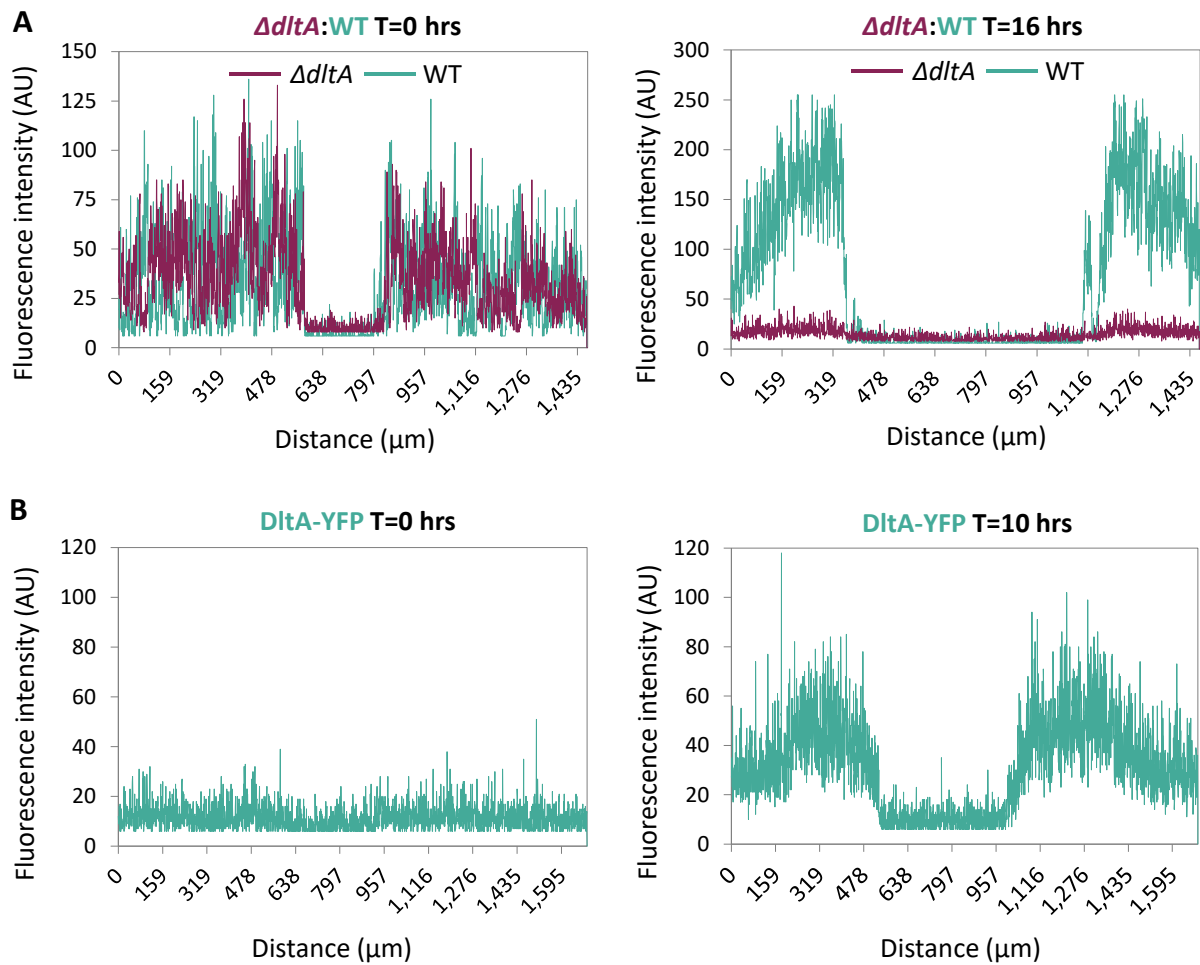 A
ΔdltA:WT T=0 hrs
Fluorescence intensity (AU)
150
125
100
75
50
25
0
ΔdltA WT
0 159 319 478 638 797 957 1,116 1,276 1,435
Distance (μm)
ΔdltA:WT T=16 hrs
Fluorescence intensity (AU)
300
250
200
150
100
50
0
ΔdltA WT
0 159 319 478 638 797 957 1,116 1,276 1,435
Distance (μm)
B
DltA-YFP T=0 hrs
Fluorescence intensity (AU)
120
100
80
60
40
20
0
0 159 319 478 638 797 957 1,116 1,276 1,435 1,595
Distance (μm)
DltA-YFP T=10 hrs
Fluorescence intensity (AU)
120
100
80
60
40
20
0
0 159 319 478 638 797 957 1,116 1,276 1,435 1,595
Distance (μm)